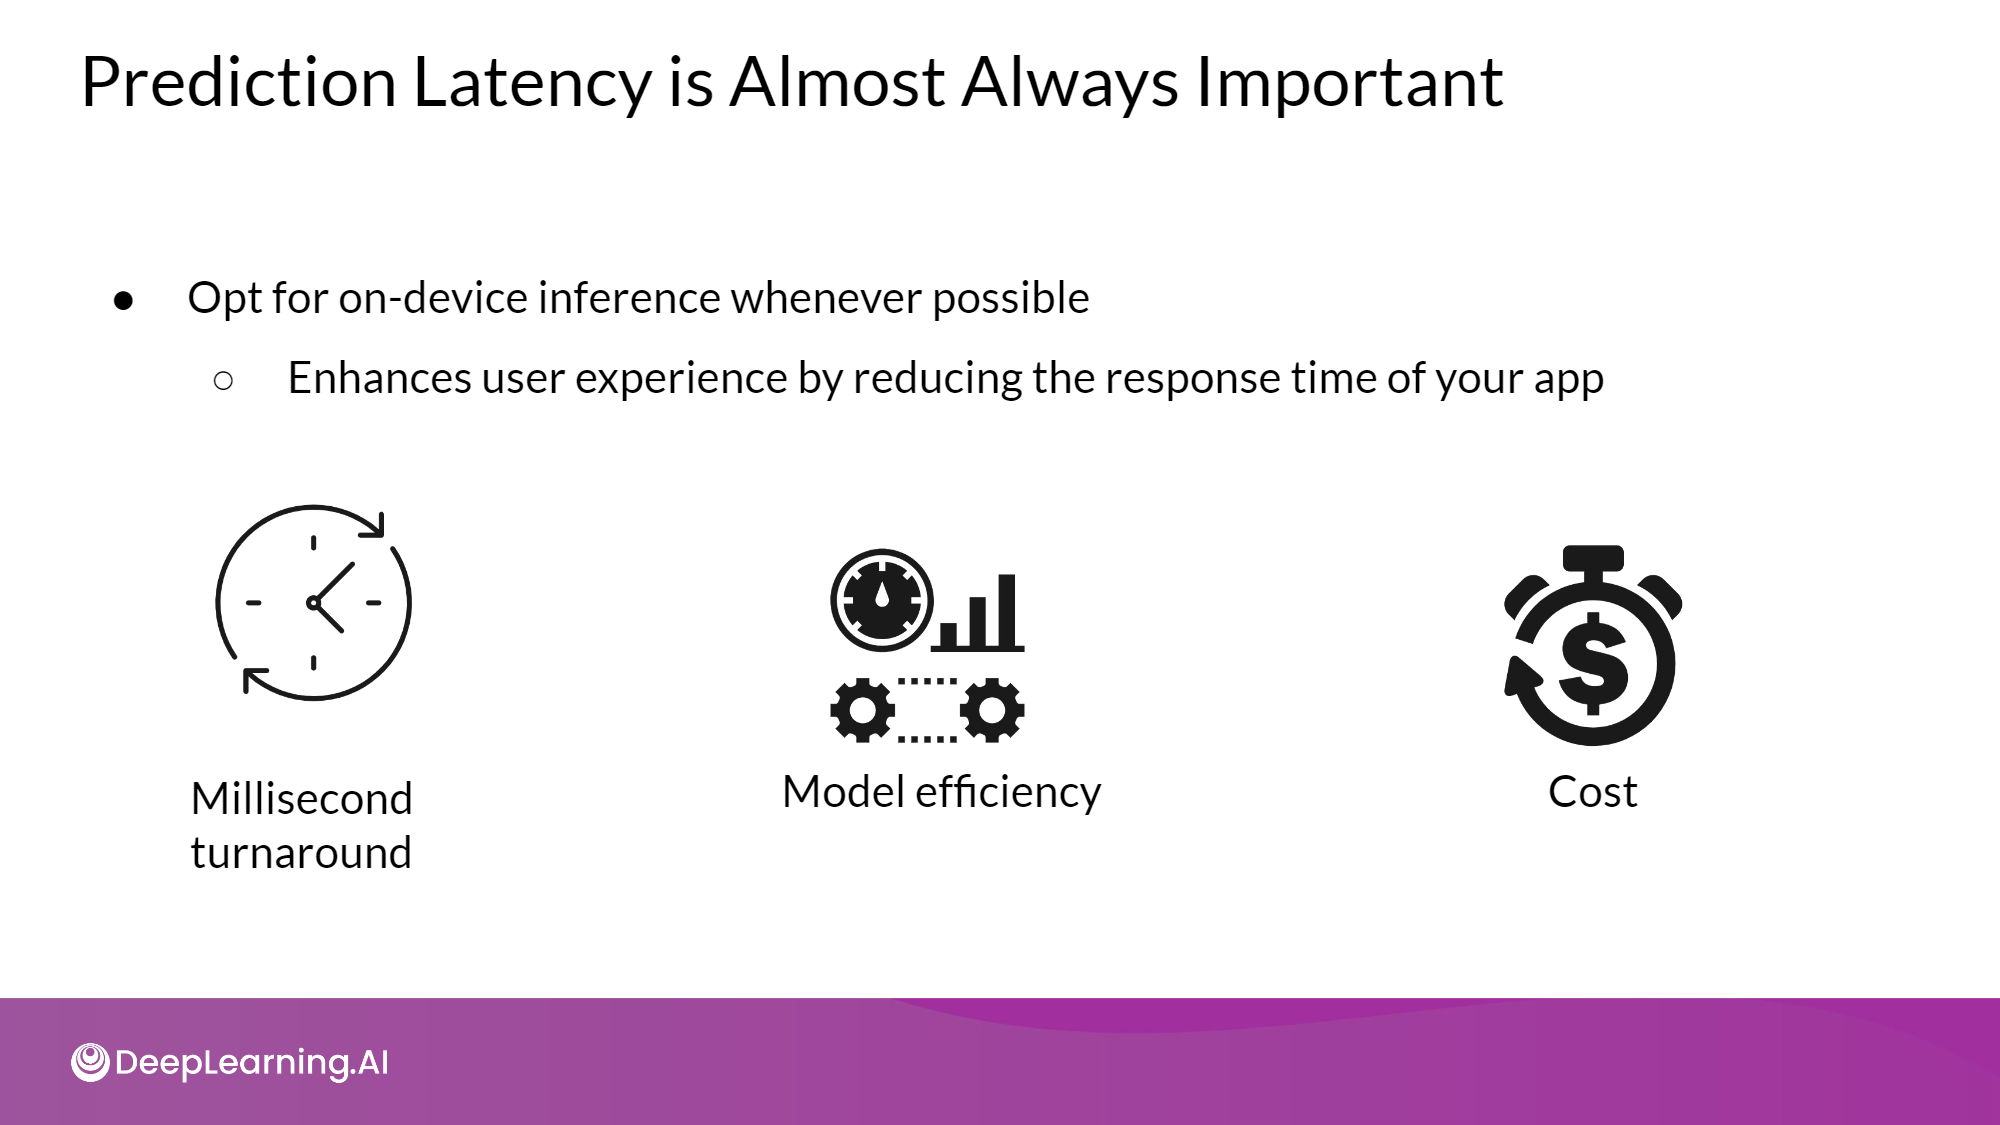 Prediction Latency is Almost Always Important
● Opt for on-device inference whenever possible
○ Enhances user experience by reducing the response time of your app
Millisecond
turnaround
Model efficiency
Cost
$
DeepLearning.AI